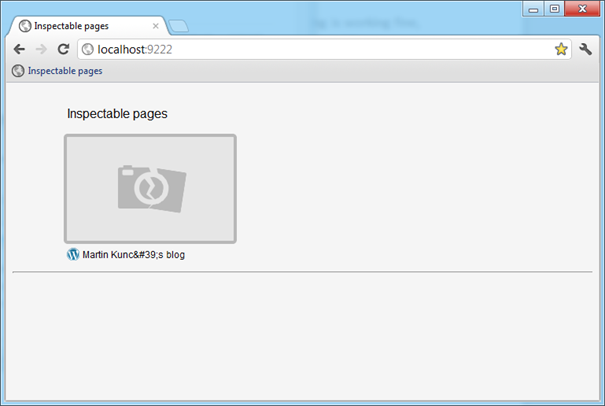 Inspectable pages
localhost:9222
Inspectable pages
Inspectable pages
Martin Kunc&#39;s blog